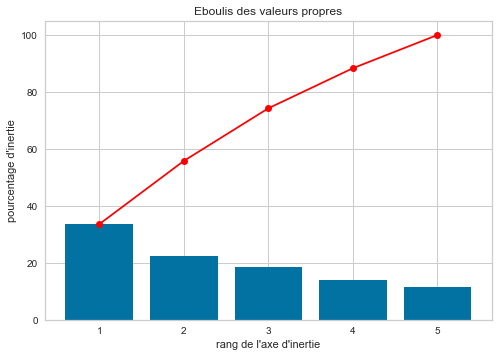 Eboulis des valeurs propres
100
80
60
40
20
0
pourcentage d'inertie
1 2 3 4 5
rang de l'axe d'inertie